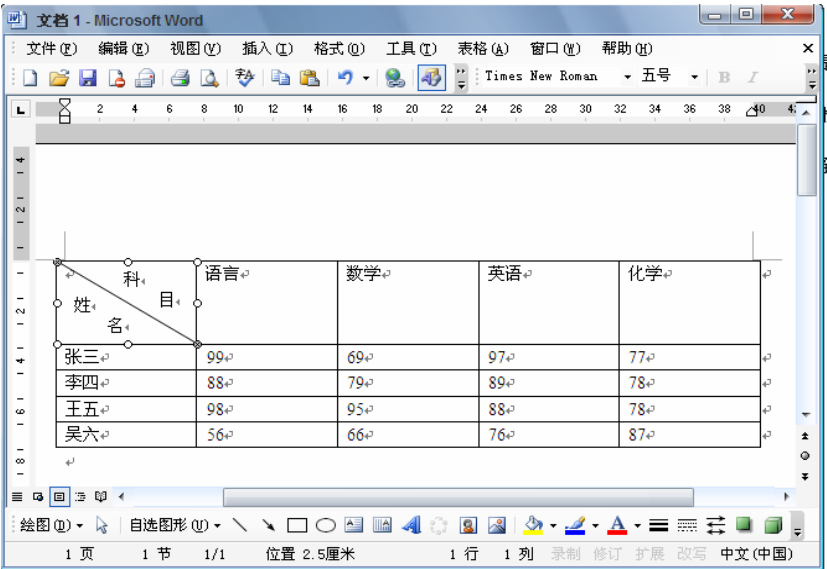 文档 1 - Microsoft Word
文件(F) 编辑(E) 视图(V) 插入(I) 格式(O) 工具(T) 表格(A) 窗口(W) 帮助(H)
Times New Roman 五号 B I
L 2 4 6 8 10 12 14 16 18 20 22 24 26 28 30 32 34 36 38 40
4
2
科 目 姓 名 语言 数学 英语 化学
2
张三 99 69 97 77
4
李四 88 79 89 78
王五 98 95 88 78
6
吴六 56 66 76 87
8
绘图(D) 自选图形(U) A
1 页 1 节 1/1 位置 2.5厘米 1 行 1 列 录制 修订 扩展 改写 中文(中国)